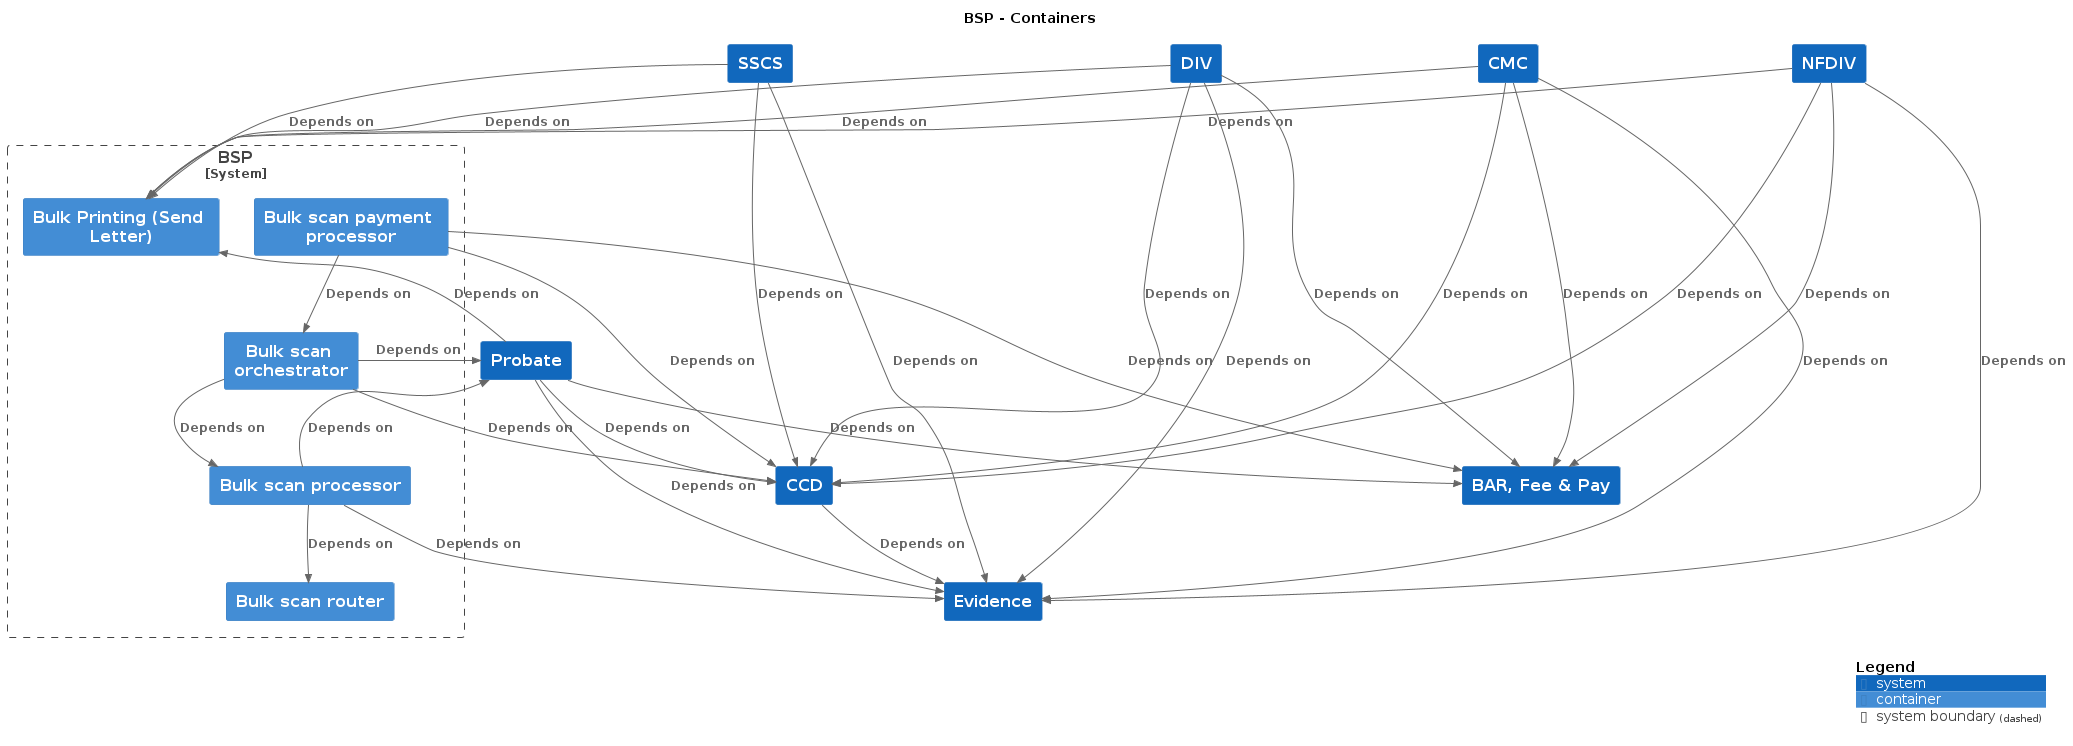 BSP - Containers
SSCS
DIV
CMC
NFDIV
Depends on
Depends on
Depends on
Depends on
BSP
[System]
Bulk Printing (Send
Letter)
Bulk scan payment
processor
Depends on
Depends on
Depends on
Depends on
Depends on
Depends on
Depends on
Depends on
Depends on
Bulk scan
orchestrator
Depends on
Probate
Depends on
Depends on
Depends on
Depends on
Depends on
Depends on
Depends on
Depends on
Depends on
Depends on
Depends on
Bulk scan processor
Depends on
CCD
BAR, Fee & Pay
Depends on
Depends on
Depends on
Bulk scan router
Evidence
Legend
system
container
system boundary (dashed)